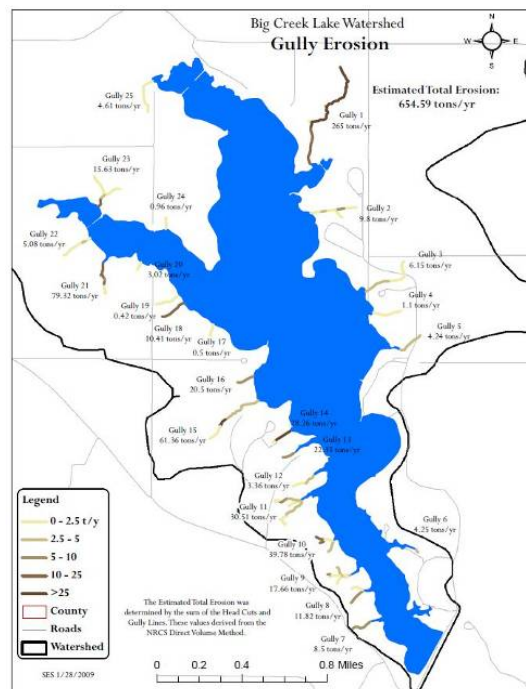 Big Creek Lake Watershed
Gully Erosion
N
W
E
S
Estimated Total Erosion:
654.59 tons/yr
Gully 25
4.61 tons/yr
Gully 1
265 tons/yr
Gully 23
15.63 tons/yr
Gully 24
0.96 tons/yr
Gully 2
9.8 tons/yr
Gully 22
5.08 tons/yr
Gully 20
3.02 tons/yr
Gully 3
6.15 tons/yr
Gully 21
79.32 tons/yr
Gully 4
1.1 tons/yr
Gully 19
0.42 tons/yr
Gully 18
10.41 tons/yr
Gully 5
4.24 tons/yr
Gully 17
0.5 tons/yr
Gully 16
20.5 tons/yr
Gully 14
tons/yr
Gully 15
61.36 tons/yr
Gully 13
tons/yr
Gully 12
3.36 tons/yr
Gully 11
30.51 tons/yr
Gully 6
4.25 tons/yr
Gully 10
39.78 tons/yr
Gully 9
17.66 tons/yr
Gully 8
11.82 tons/yr
Gully 7
8.5 tons/yr
Legend
0 - 2.5 t/y
2.5 - 5
5 - 10
10 - 25
>25
County
Roads
Watershed
The Estimated Total Erosion was
determined by the sum of the Head Cuts and
Gully Lines. These values derived from the
NRCS Direct Volume Method.
SES 1/28/2009
0 0.2 0.4 0.8 Miles